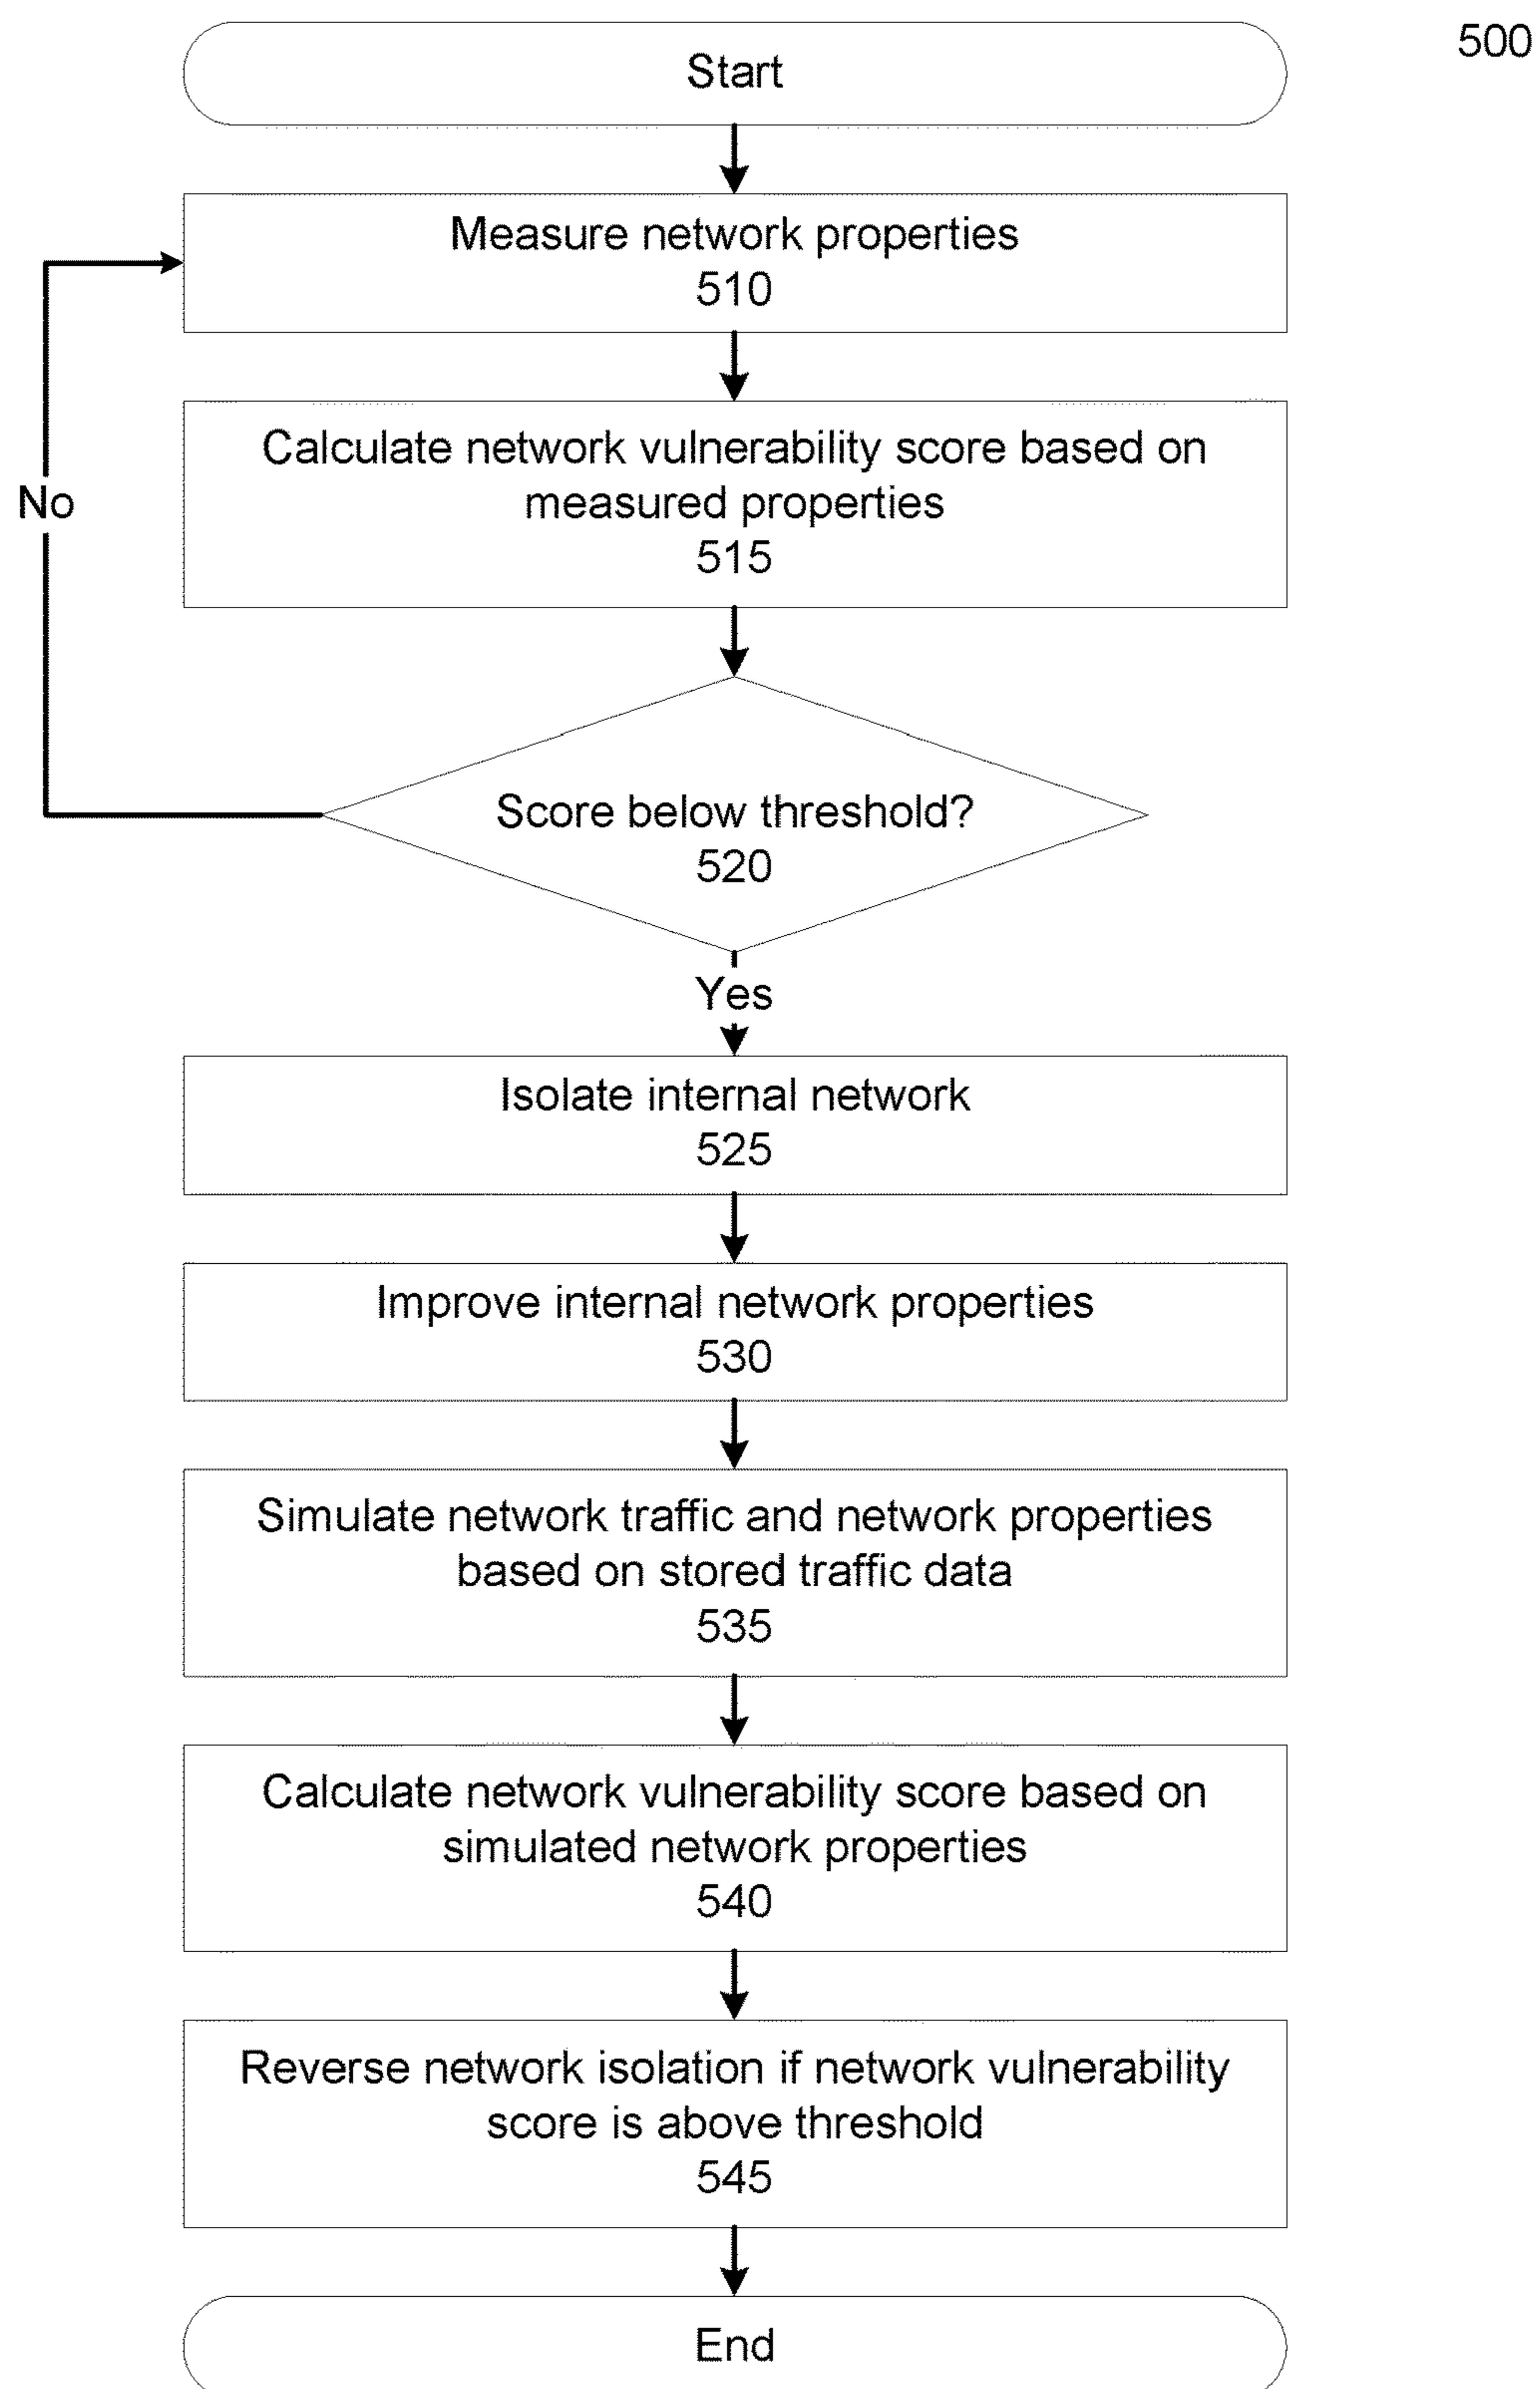 500
Start
Measure network properties
510
Calculate network vulnerability score based on
measured properties
515
No
Score below threshold?
520
Yes
Isolate internal network
525
Improve internal network properties
530
Simulate network traffic and network properties
based on stored traffic data
535
Calculate network vulnerability score based on
simulated network properties
540
Reverse network isolation if network vulnerability
score is above threshold
545
End